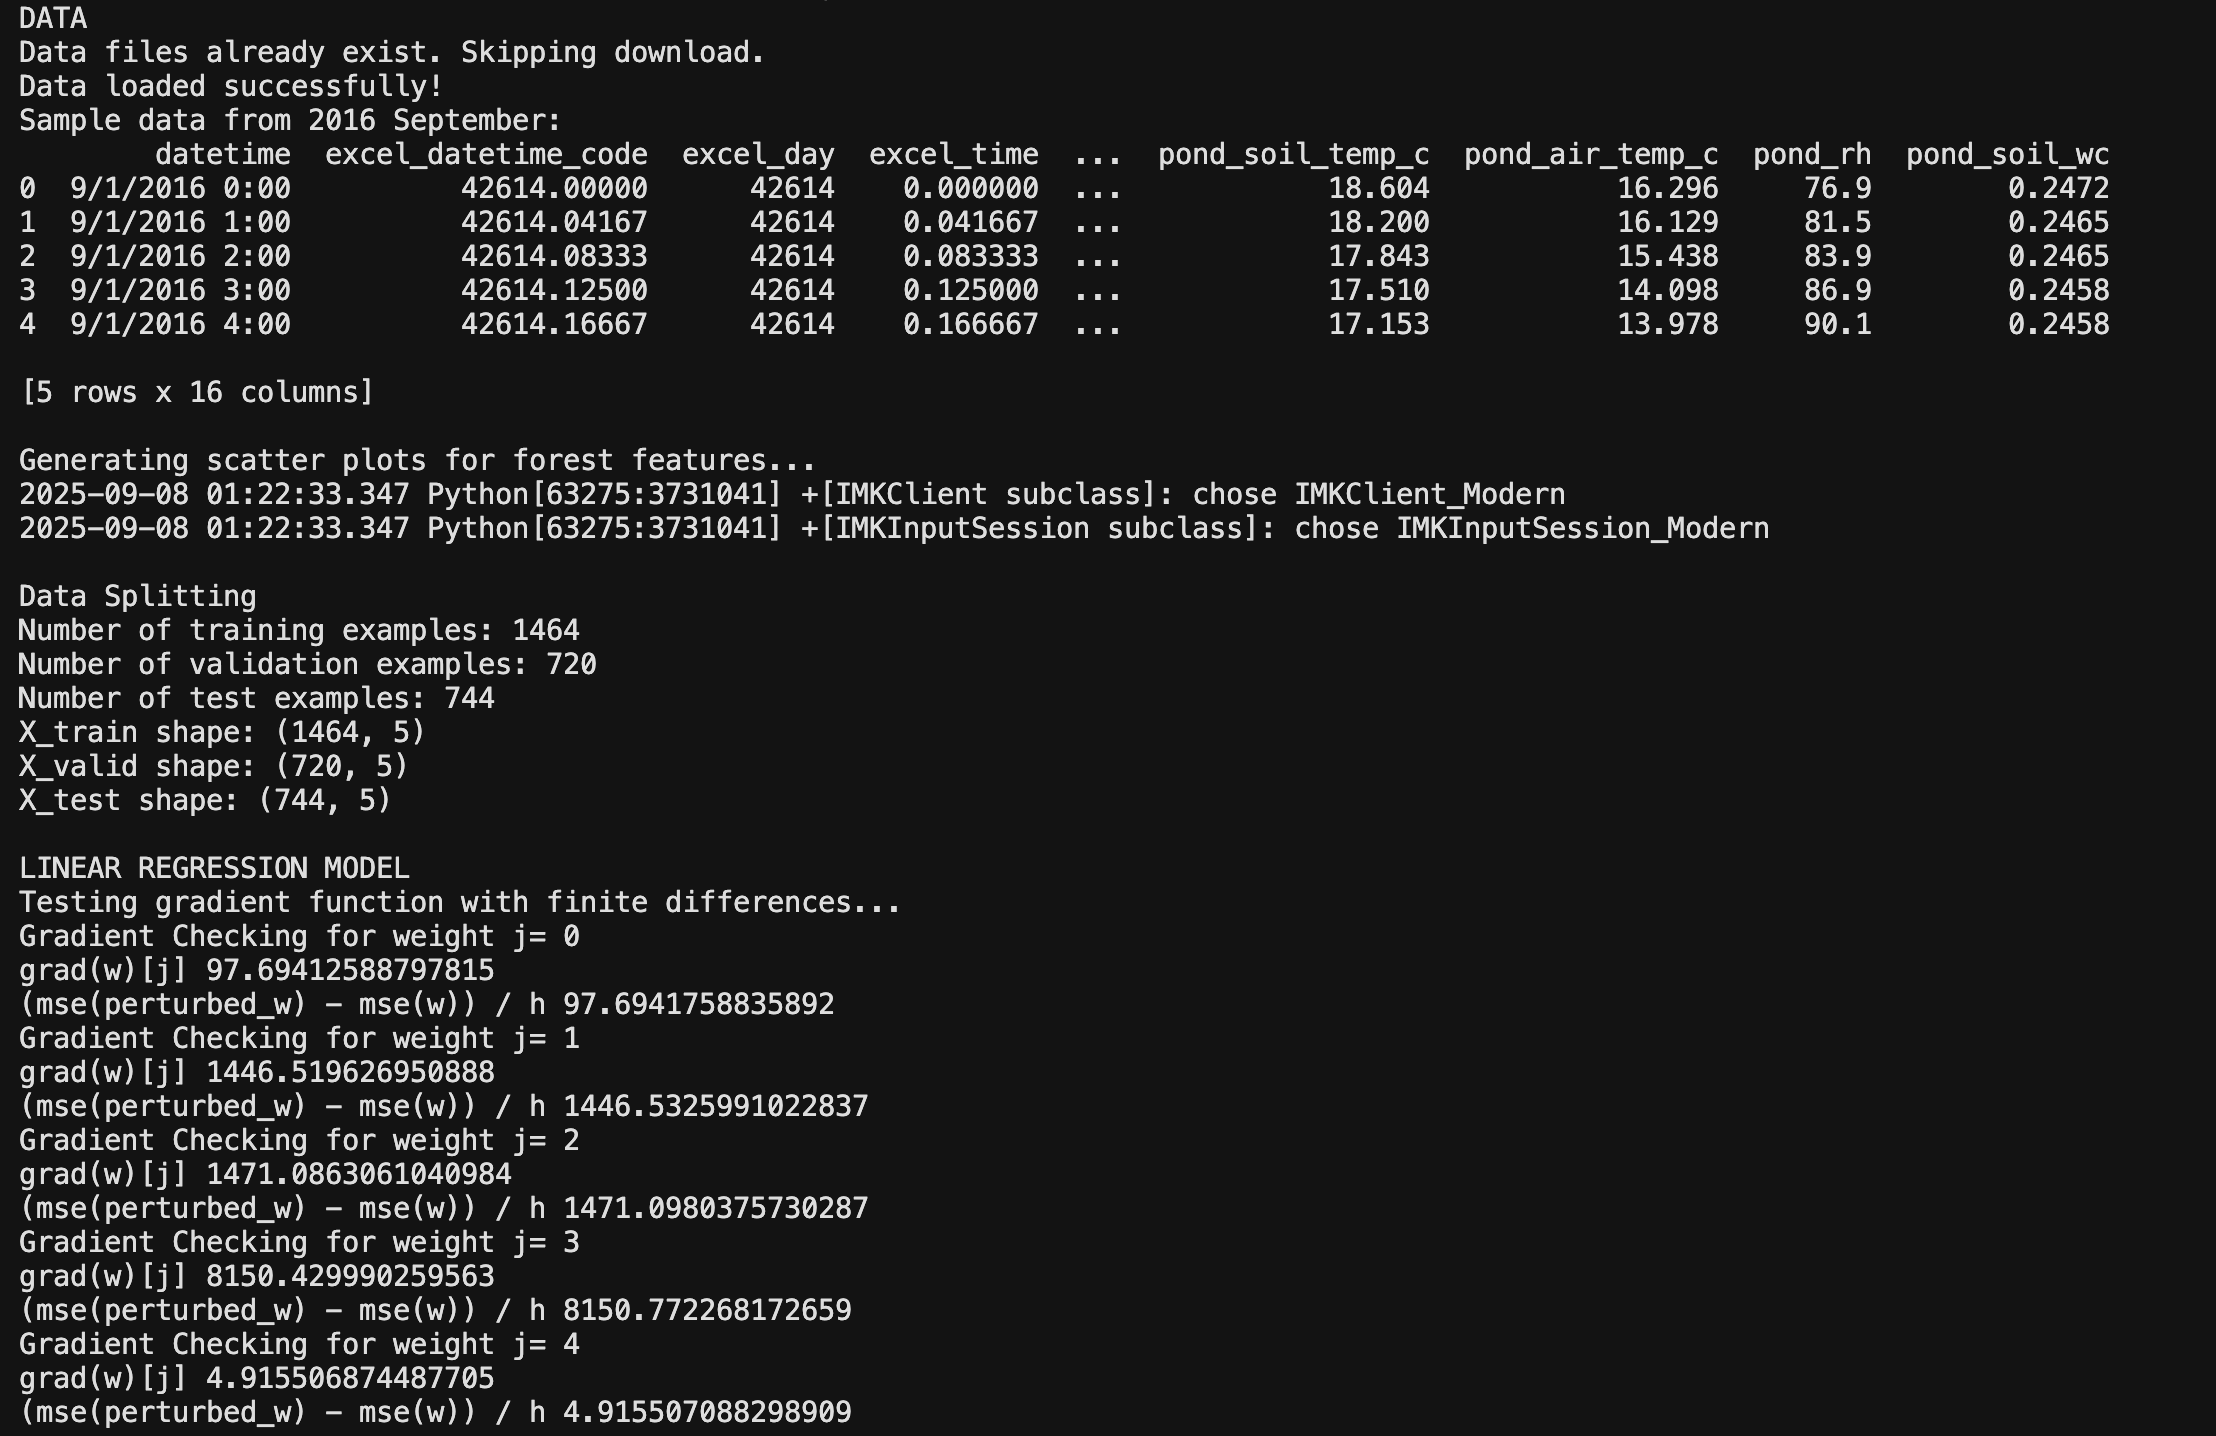 DATA
Data files already exist. Skipping download.
Data loaded successfully!
Sample data from 2016 September:
        datetime  excel_datetime_code  excel_day  excel_time  ...  pond_soil_temp_c  pond_air_temp_c  pond_rh  pond_soil_wc
0  9/1/2016 0:00          42614.00000      42614    0.000000  ...            18.604           16.296     76.9        0.2472
1  9/1/2016 1:00          42614.04167      42614    0.041667  ...            18.200           16.129     81.5        0.2465
2  9/1/2016 2:00          42614.08333      42614    0.083333  ...            17.843           15.438     83.9        0.2465
3  9/1/2016 3:00          42614.12500      42614    0.125000  ...            17.510           14.098     86.9        0.2458
4  9/1/2016 4:00          42614.16667      42614    0.166667  ...            17.153           13.978     90.1        0.2458
[5 rows x 16 columns]
Generating scatter plots for forest features...
2025-09-08 01:22:33.347 Python[63275:3731041] +[IMKClient subclass]: chose IMKClient_Modern
2025-09-08 01:22:33.347 Python[63275:3731041] +[IMKInputSession subclass]: chose IMKInputSession_Modern
Data Splitting
Number of training examples: 1464
Number of validation examples: 720
Number of test examples: 744
X_train shape: (1464, 5)
X_valid shape: (720, 5)
X_test shape: (744, 5)
LINEAR REGRESSION MODEL
Testing gradient function with finite differences...
Gradient Checking for weight j= 0
grad(w)[j] 97.69412588797815
(mse(perturbed_w) - mse(w)) / h 97.6941758835892
Gradient Checking for weight j= 1
grad(w)[j] 1446.519626950888
(mse(perturbed_w) - mse(w)) / h 1446.5325991022837
Gradient Checking for weight j= 2
grad(w)[j] 1471.0863061040984
(mse(perturbed_w) - mse(w)) / h 1471.0980375730287
Gradient Checking for weight j= 3
grad(w)[j] 8150.429990259563
(mse(perturbed_w) - mse(w)) / h 8150.772268172659
Gradient Checking for weight j= 4
grad(w)[j] 4.915506874487705
(mse(perturbed_w) - mse(w)) / h 4.915507088298909